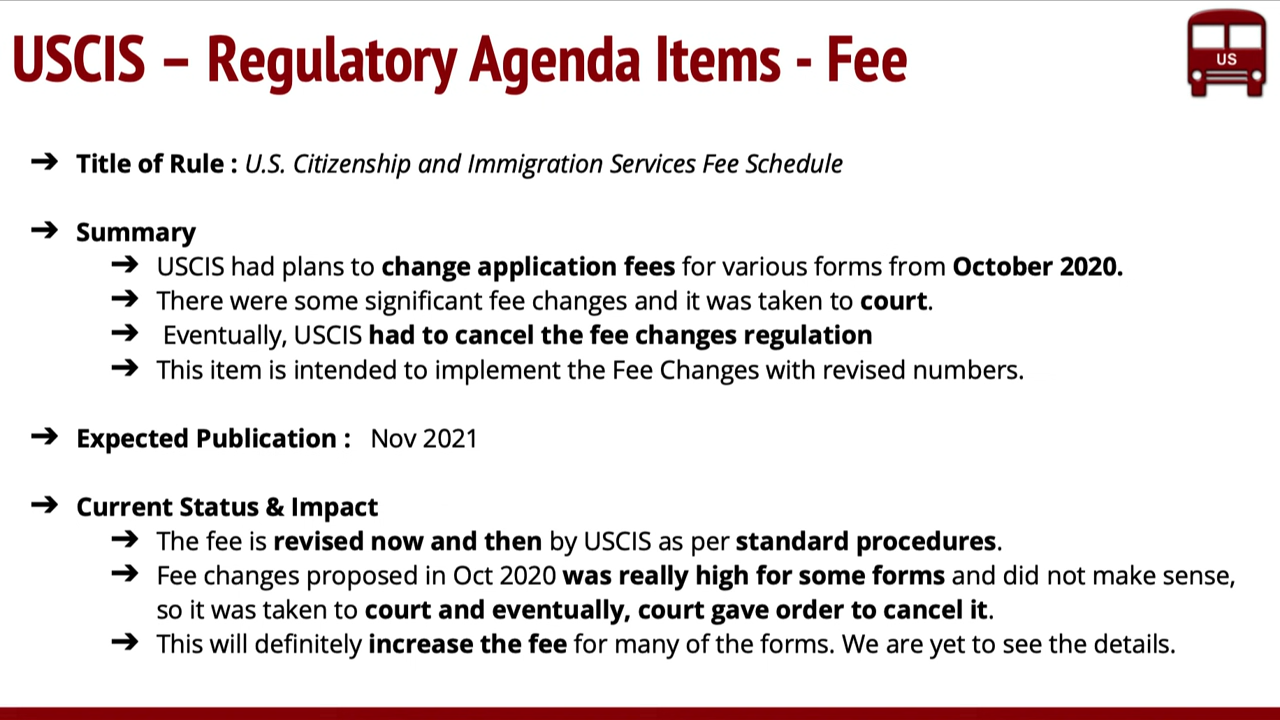 USCIS – Regulatory Agenda Items - Fee
US
➔ Title of Rule : U.S. Citizenship and Immigration Services Fee Schedule
➔ Summary
➔ USCIS had plans to change application fees for various forms from October 2020.
➔ There were some significant fee changes and it was taken to court.
➔ Eventually, USCIS had to cancel the fee changes regulation
➔ This item is intended to implement the Fee Changes with revised numbers.
➔ Expected Publication : Nov 2021
➔ Current Status & Impact
➔ The fee is revised now and then by USCIS as per standard procedures.
➔ Fee changes proposed in Oct 2020 was really high for some forms and did not make sense,
so it was taken to court and eventually, court gave order to cancel it.
➔ This will definitely increase the fee for many of the forms. We are yet to see the details.